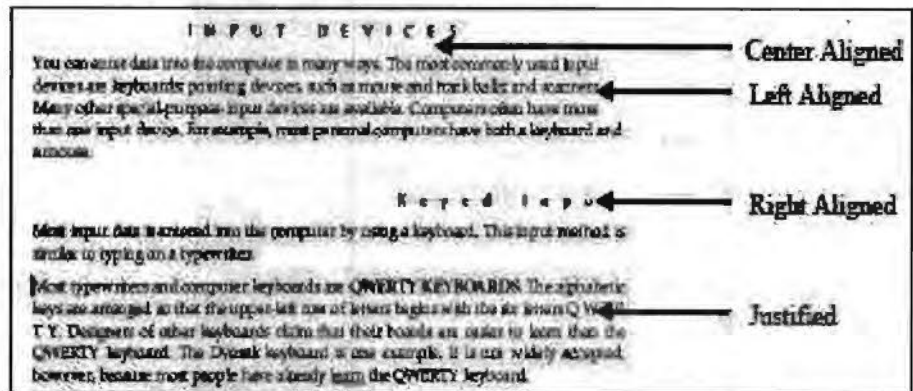 INPUT DEVICES
Center Aligned
You can enter data into the computer in many ways. The most commonly used input
devices are keyboards, pointing devices, such as mouse and track balls and scanners.
Left Aligned
Many other special-purpose input devices are available. Computers often have more
than one input device. For example, most personal computers have both a keyboard and
a mouse.
Keyed Inpu
Right Aligned
Most input data is entered into the computer by using a keyboard. This input method is
similar to typing on a typewriter.
Most typewriters and computer keyboards are QWERTY KEYBOARDS. The alphabetic
keys are arranged so that the upper-left row of letters begins with the six letters Q W E R
Justified
T Y. Designers of other keyboards claim that their boards are easier to learn than the
QWERTY keyboard. The Dvorak keyboard is one example. It is not widely accepted,
however, because most people have already learn the QWERTY keyboard.